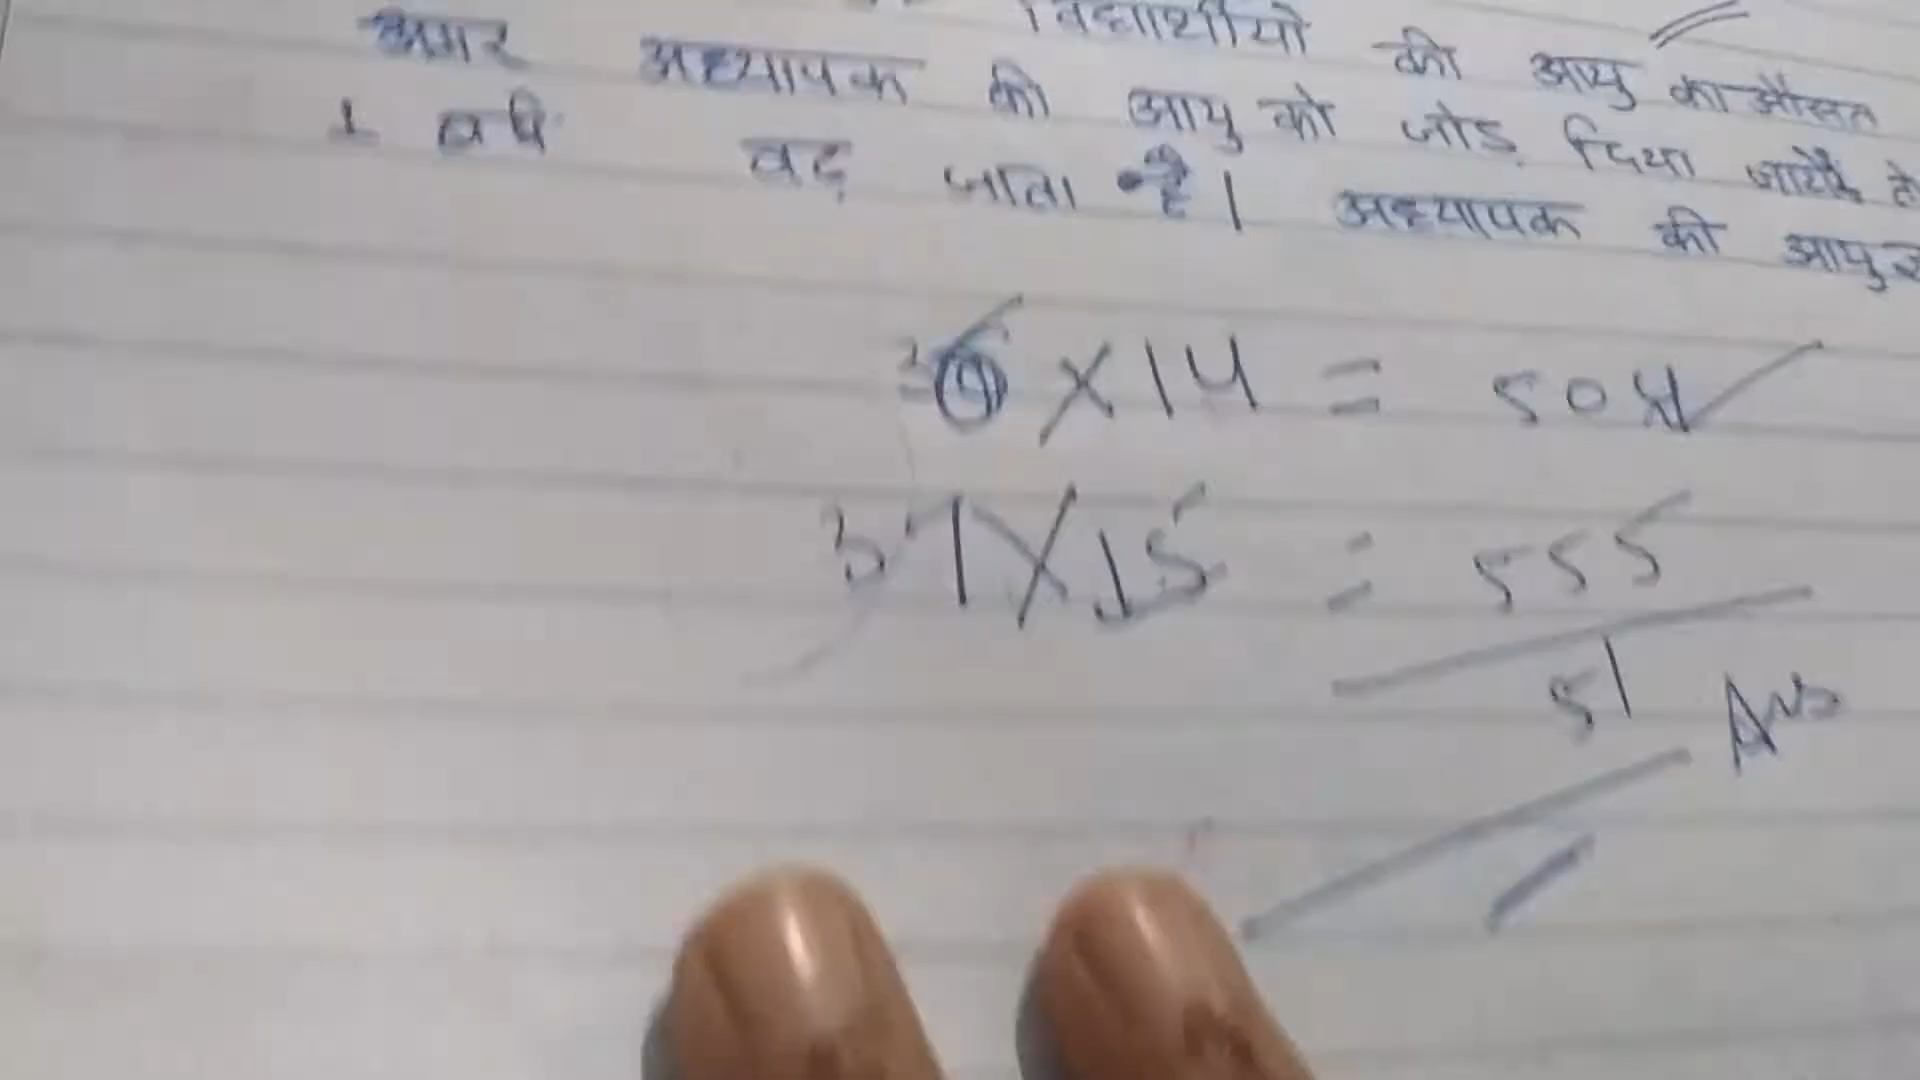 विद्यार्थीयो की आयु का औसत
अगर अध्यापक की आयु को जोड़ दिया जाये तो
1 वर्ष बढ़ जाता है। अध्यापक की आयु
36 × 14 = 504
37 × 15 = 555
51 Ans